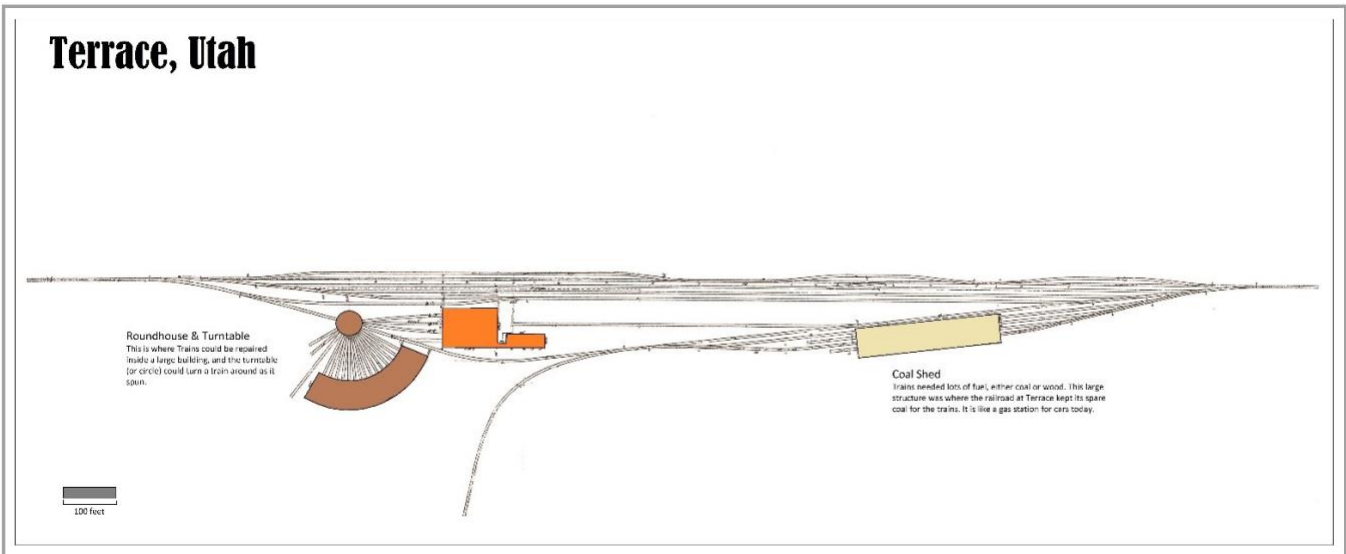 Terrace, Utah
Roundhouse & Turntable
This is where Trains could be repaired
inside a large building, and the turntable
(or circle) could turn a train around as it
spun.
Coal Shed
Trains needed lots of fuel, either coal or wood. This large
structure was where the railroad at Terrace kept its spare
coal for the trains. It is like a gas station for cars today.
100 feet